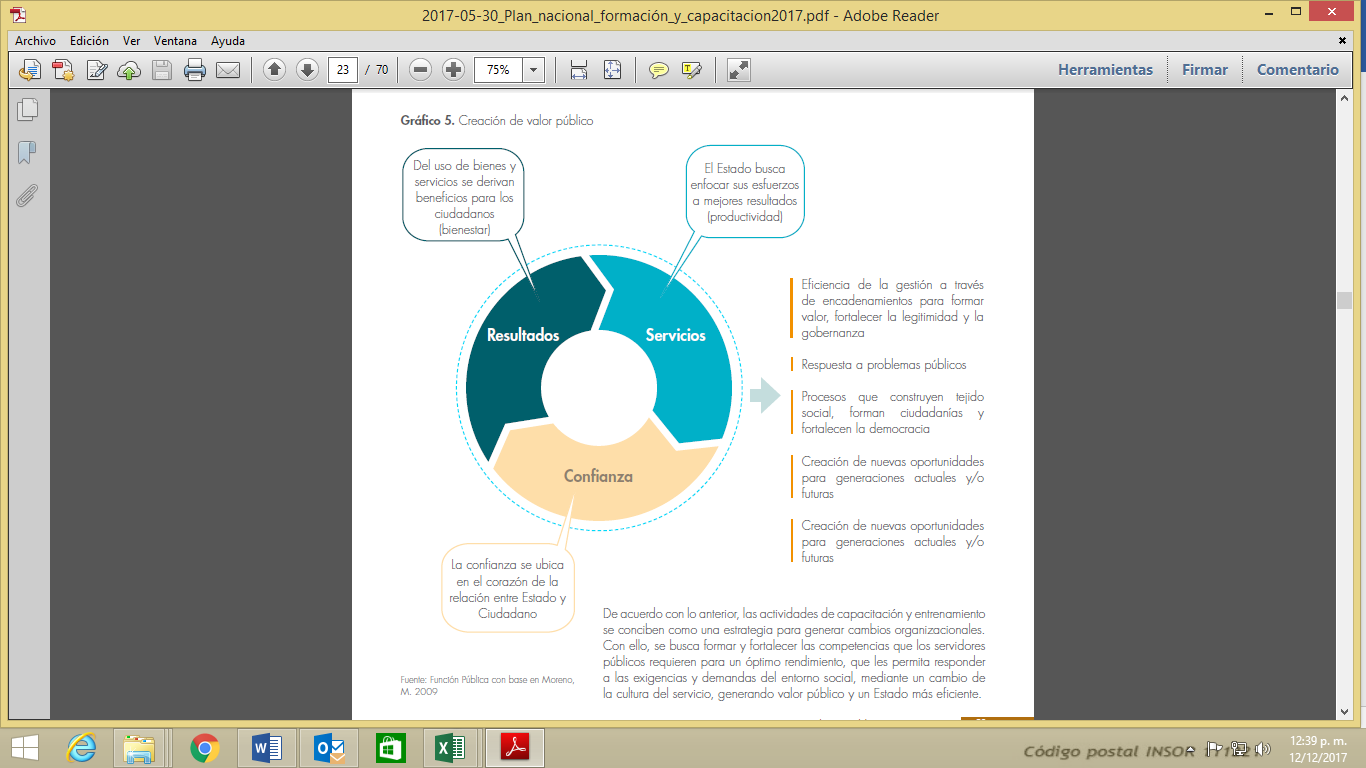 2017-05-30_Plan_nacional_formación_y_capacitacion2017.pdf - Adobe Reader
Archivo Edición Ver Ventana Ayuda
23 / 70 75% Herramientas Firmar Comentario
Gráfico 5. Creación de valor público
Del uso de bienes y
servicios se derivan
beneficios para los
ciudadanos
(bienestar)
El Estado busca
enfocar sus esfuerzos
a mejores resultados
(productividad)
Resultados
Servicios
Confianza
Eficiencia de la gestión a través
de encadenamientos para formar
valor, fortalecer la legitimidad y la
gobernanza
Respuesta a problemas públicos
Procesos que construyen tejido
social, forman ciudadanías y
fortalecen la democracia
Creación de nuevas oportunidades
para generaciones actuales y/o
futuras
Creación de nuevas oportunidades
para generaciones actuales y/o
futuras
La confianza se ubica
en el corazón de la
relación entre Estado y
Ciudadano
De acuerdo con lo anterior, las actividades de capacitación y entrenamiento
se conciben como una estrategia para generar cambios organizacionales.
Con ello, se busca formar y fortalecer las competencias que los servidores
públicos requieren para un óptimo rendimiento, que les permita responder
a las exigencias y demandas del entorno social, mediante un cambio de
la cultura del servicio, generando valor público y un Estado más eficiente.
Fuente: Función Pública con base en Moreno,
M. 2009
Código postal INSOR
12:39 p. m.
12/12/2017